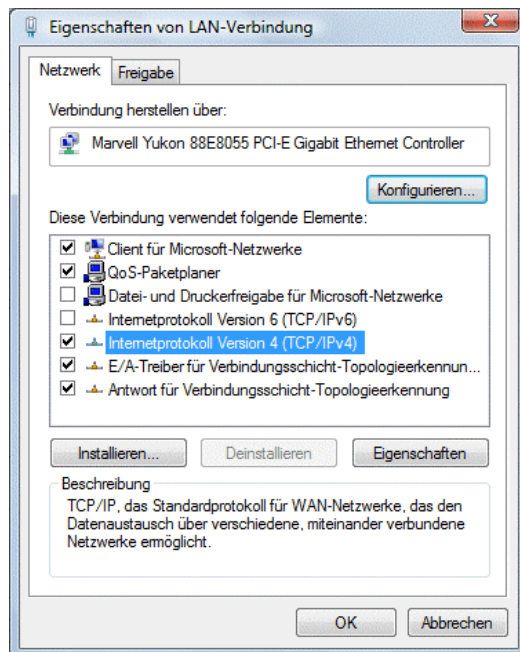 Eigenschaften von LAN-Verbindung
Netzwerk Freigabe
Verbindung herstellen über:
Marvell Yukon 88E8055 PCI-E Gigabit Ethernet Controller
Konfigurieren...
Diese Verbindung verwendet folgende Elemente:
Client für Microsoft-Netzwerke
QoS-Paketplaner
Datei- und Druckerfreigabe für Microsoft-Netzwerke
Internetprotokoll Version 6 (TCP/IPv6)
Internetprotokoll Version 4 (TCP/IPv4)
E/A-Treiber für Verbindungsschicht-Topologieerkennun...
Antwort für Verbindungsschicht-Topologieerkennung
Installieren... Deinstallieren Eigenschaften
Beschreibung
TCP/IP, das Standardprotokoll für WAN-Netzwerke, das den
Datenaustausch über verschiedene, miteinander verbundene
Netzwerke ermöglicht.
OK Abbrechen